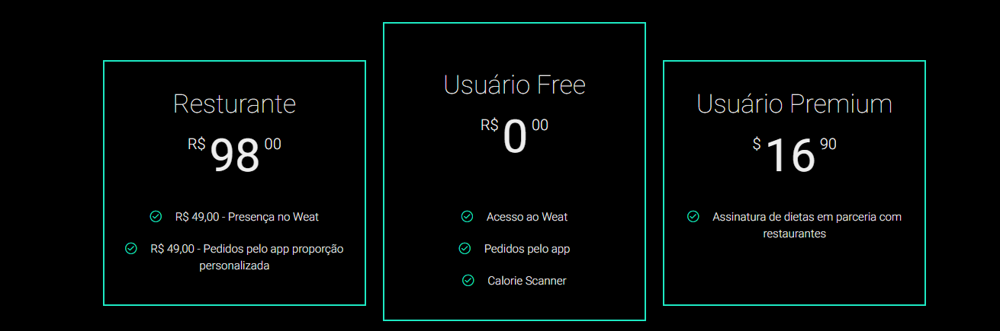 Resturante
R$ 98 00
R$ 49,00 - Presença no Weat
R$ 49,00 - Pedidos pelo app proporção
personalizada
Usuário Free
R$ 0 00
Acesso ao Weat
Pedidos pelo app
Calorie Scanner
Usuário Premium
$ 16 90
Assinatura de dietas em parceria com
restaurantes